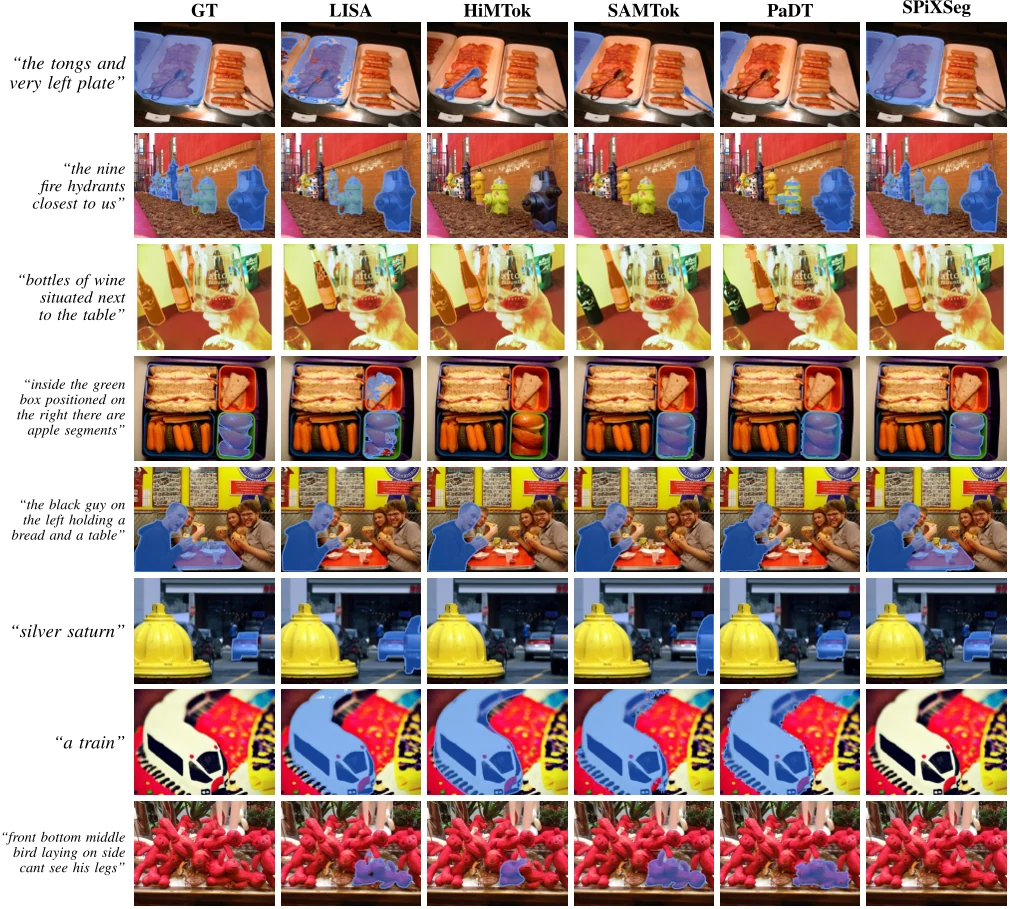 GT LISA HiMTok SAMTok PaDT SPiXSeg
“the tongs and
very left plate”
“the nine
fire hydrants
closest to us”
“bottles of wine
situated next
to the table”
“inside the green
box positioned on
the right there are
apple segments”
“the black guy on
the left holding a
bread and a table”
“silver saturn”
“a train”
“front bottom middle
bird laying on side
cant see his legs”